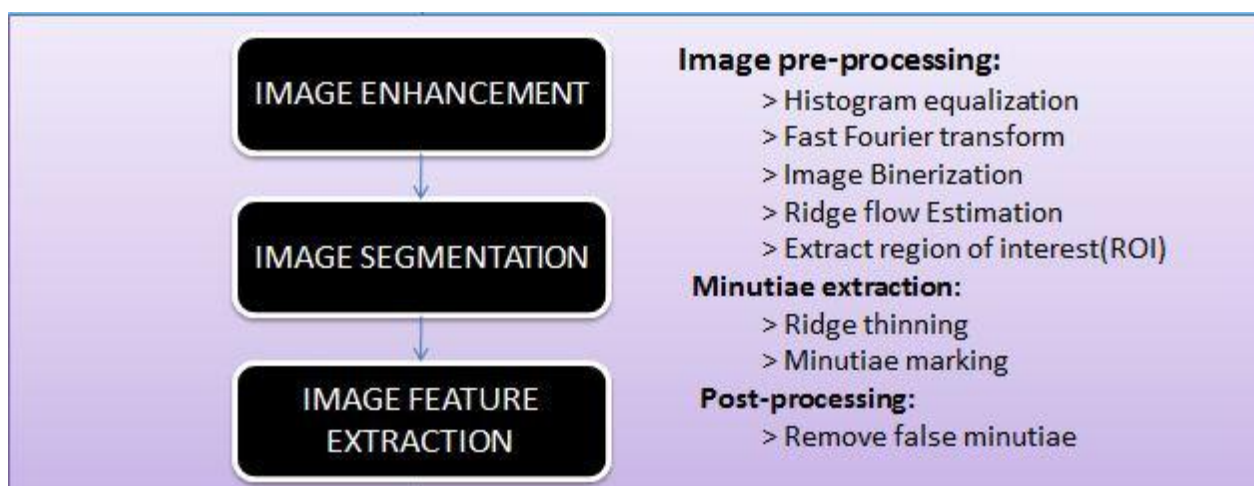 IMAGE ENHANCEMENT
IMAGE SEGMENTATION
IMAGE FEATURE
EXTRACTION
Image pre-processing:
> Histogram equalization
> Fast Fourier transform
> Image Binerization
> Ridge flow Estimation
> Extract region of interest(ROI)
Minutiae extraction:
> Ridge thinning
> Minutiae marking
Post-processing:
> Remove false minutiae